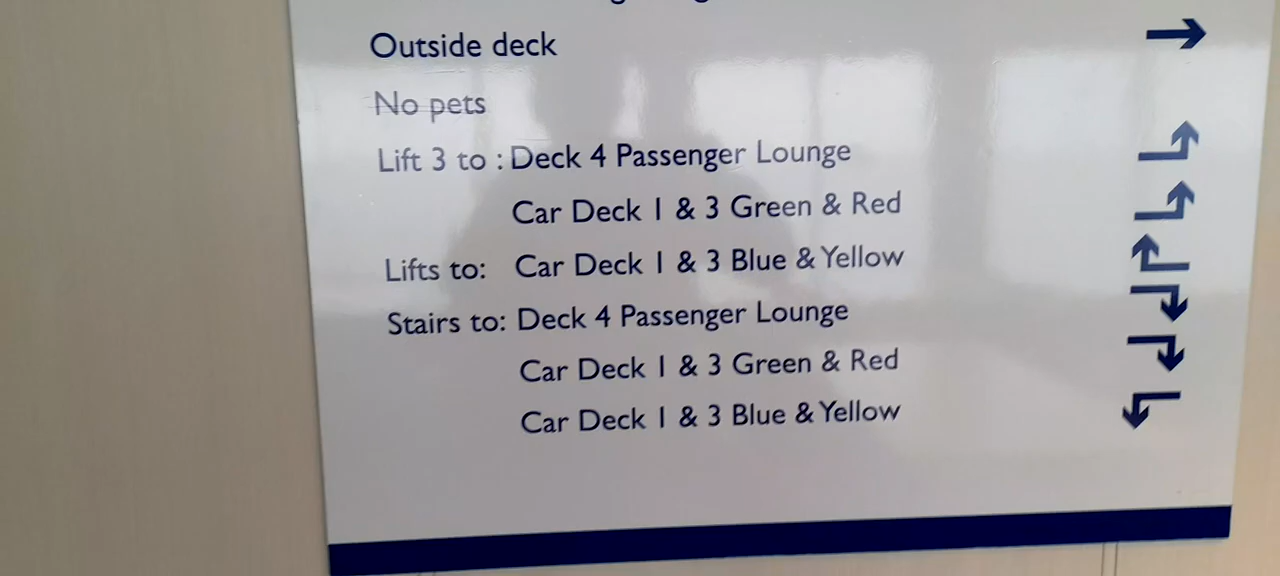 Outside deck
No pets
Lift 3 to : Deck 4 Passenger Lounge
Car Deck 1 & 3 Green & Red
Lifts to: Car Deck 1 & 3 Blue & Yellow
Stairs to: Deck 4 Passenger Lounge
Car Deck 1 & 3 Green & Red
Car Deck 1 & 3 Blue & Yellow